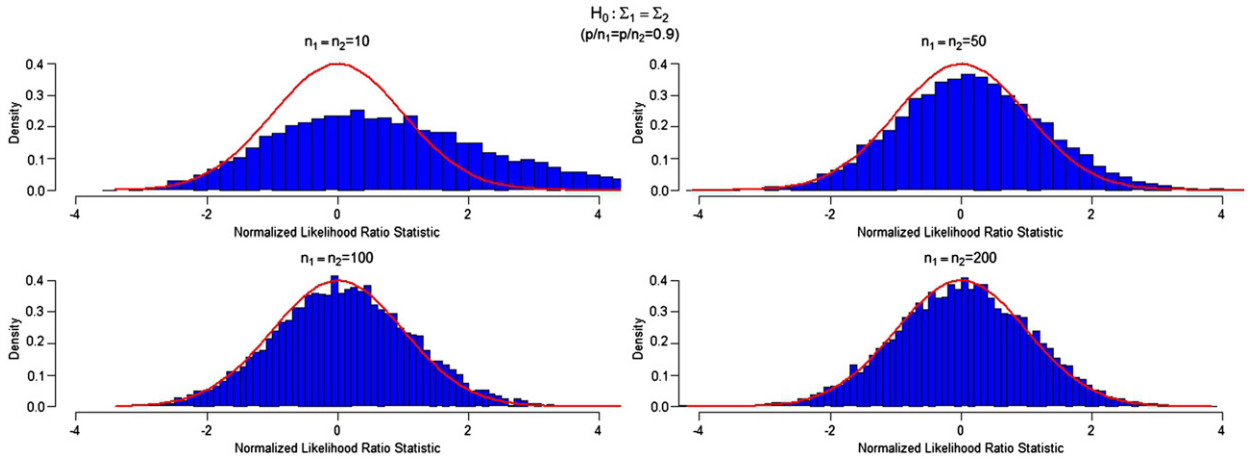 H₀ : Σ₁ = Σ₂
(p/n₁=p/n₂=0.9)
n₁ = n₂=10
0.4
0.3
0.2
0.1
0.0
Density
-4 -2 0 2 4
Normalized Likelihood Ratio Statistic
n₁ = n₂=50
0.4
0.3
0.2
0.1
0.0
Density
-4 -2 0 2 4
Normalized Likelihood Ratio Statistic
n₁ = n₂=100
0.4
0.3
0.2
0.1
0.0
Density
-4 -2 0 2 4
Normalized Likelihood Ratio Statistic
n₁ = n₂=200
0.4
0.3
0.2
0.1
0.0
Density
-4 -2 0 2 4
Normalized Likelihood Ratio Statistic